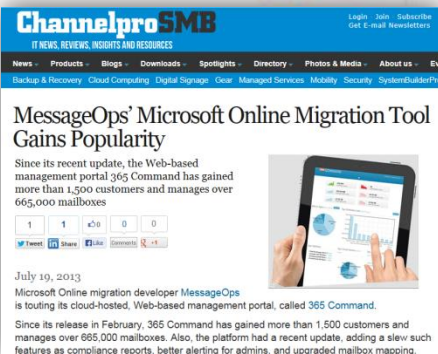 ChannelproSMB
Login Join Subscribe
Get E-mail Newsletters
IT NEWS, REVIEWS, INSIGHTS AND RESOURCES
News Products Blogs Downloads Spotlights Directory Photos & Media About us
Backup & Recovery Cloud Computing Digital Signage Gear Managed Services Mobility Security SystemBuilderPr
MessageOps' Microsoft Online Migration Tool
Gains Popularity
Since its recent update, the Web-based
management portal 365 Command has gained
more than 1,500 customers and manages over
665,000 mailboxes
1 1 0 0 0
Tweet Share Like Comments +1
July 19, 2013
Microsoft Online migration developer MessageOps
is touting its cloud-hosted, Web-based management portal, called 365 Command.
Since its release in February, 365 Command has gained more than 1,500 customers and
manages over 665,000 mailboxes. Also, the platform had a recent update, adding a slew such
features as compliance reports, better alerting for admins, and upgraded mailbox mapping.